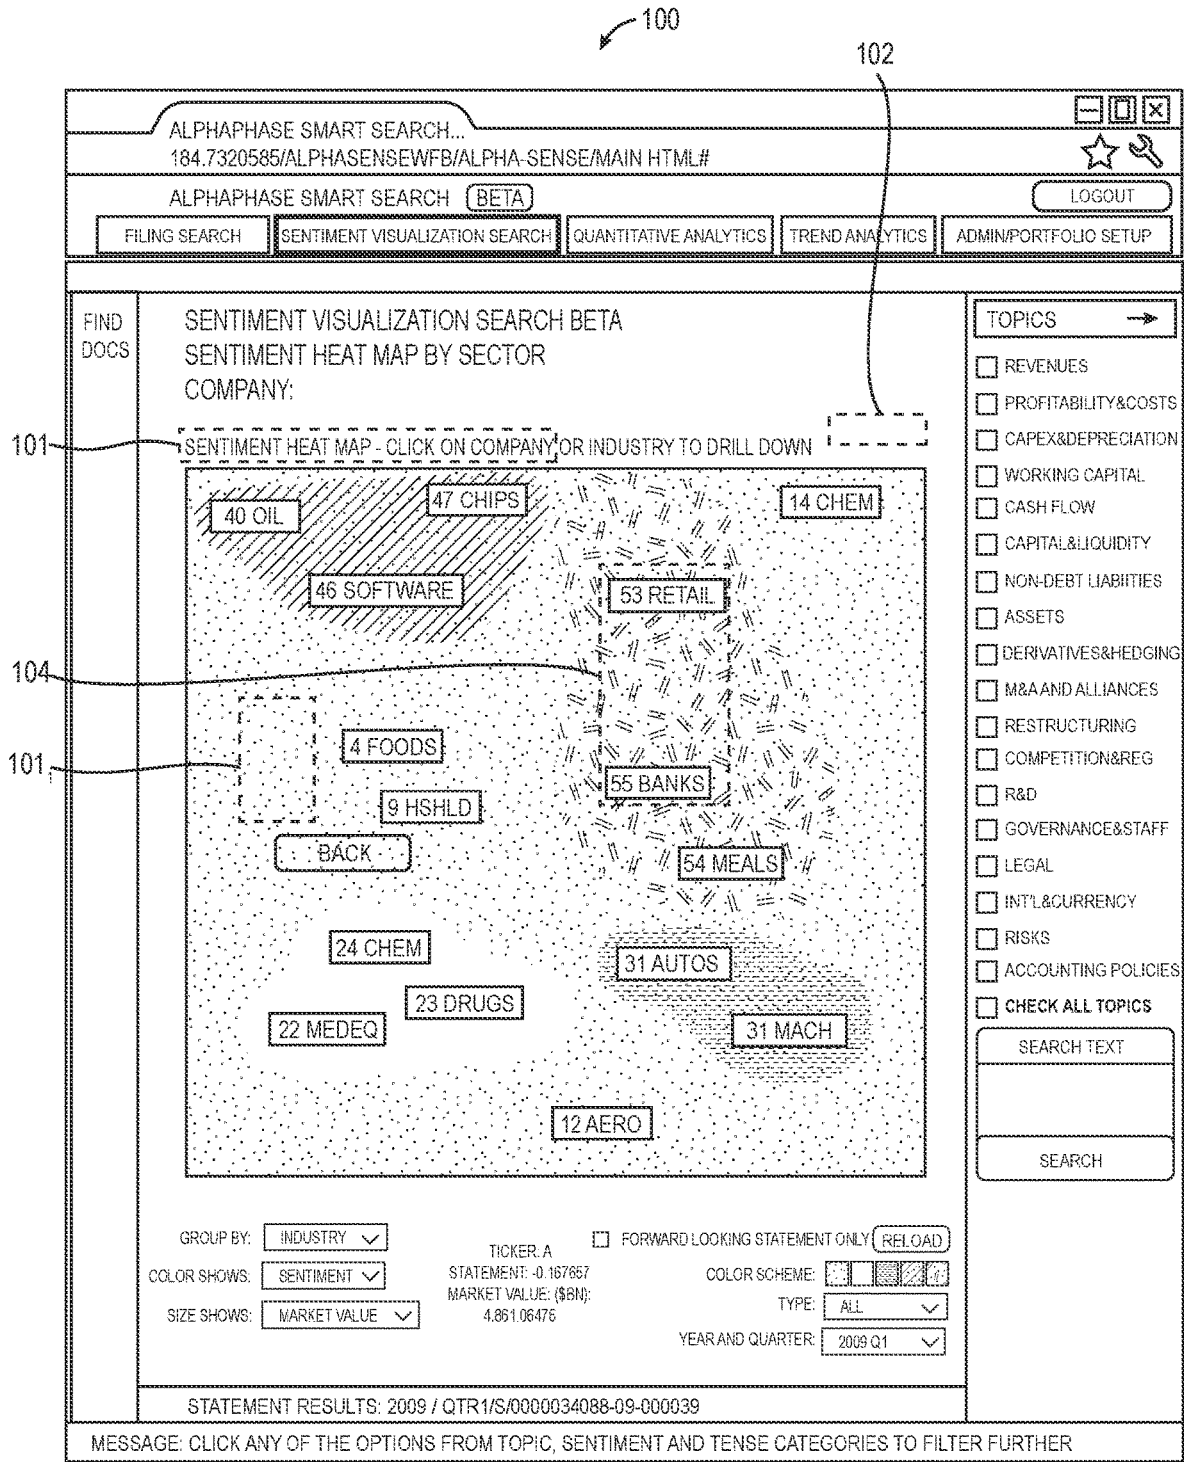 100
102
ALPHAPHASE SMART SEARCH...
184.7320585/ALPHASENSEWFB/ALPHA-SENSE/MAIN HTML#
ALPHAPHASE SMART SEARCH BETA LOGOUT
FILING SEARCH SENTIMENT VISUALIZATION SEARCH QUANTITATIVE ANALYTICS TREND ANALYTICS ADMIN/PORTFOLIO SETUP
FIND
DOCS
SENTIMENT VISUALIZATION SEARCH BETA
SENTIMENT HEAT MAP BY SECTOR
COMPANY:
101
SENTIMENT HEAT MAP - CLICK ON COMPANY OR INDUSTRY TO DRILL DOWN
40 OIL
47 CHIPS
14 CHEM
46 SOFTWARE
53 RETAIL
104
101
4 FOODS
55 BANKS
9 HSHLD
BACK
54 MEALS
24 CHEM
31 AUTOS
23 DRUGS
22 MEDEQ
31 MACH
12 AERO
TOPICS
REVENUES
PROFITABILITY&COSTS
CAPEX&DEPRECIATION
WORKING CAPITAL
CASH FLOW
CAPITAL&LIQUIDITY
NON-DEBT LIABIITIES
ASSETS
DERIVATIVES&HEDGING
M&A AND ALLIANCES
RESTRUCTURING
COMPETITION&REG
R&D
GOVERNANCE&STAFF
LEGAL
INT'L&CURRENCY
RISKS
ACCOUNTING POLICIES
CHECK ALL TOPICS
SEARCH TEXT
SEARCH
GROUP BY: INDUSTRY
COLOR SHOWS: SENTIMENT
SIZE SHOWS: MARKET VALUE
TICKER: A
STATEMENT: -0.167657
MARKET VALUE: ($BN):
4.861.06476
FORWARD LOOKING STATEMENT ONLY RELOAD
COLOR SCHEME:
TYPE: ALL
YEAR AND QUARTER: 2009 Q1
STATEMENT RESULTS: 2009 / QTR1/S/0000034088-09-000039
MESSAGE: CLICK ANY OF THE OPTIONS FROM TOPIC, SENTIMENT AND TENSE CATEGORIES TO FILTER FURTHER